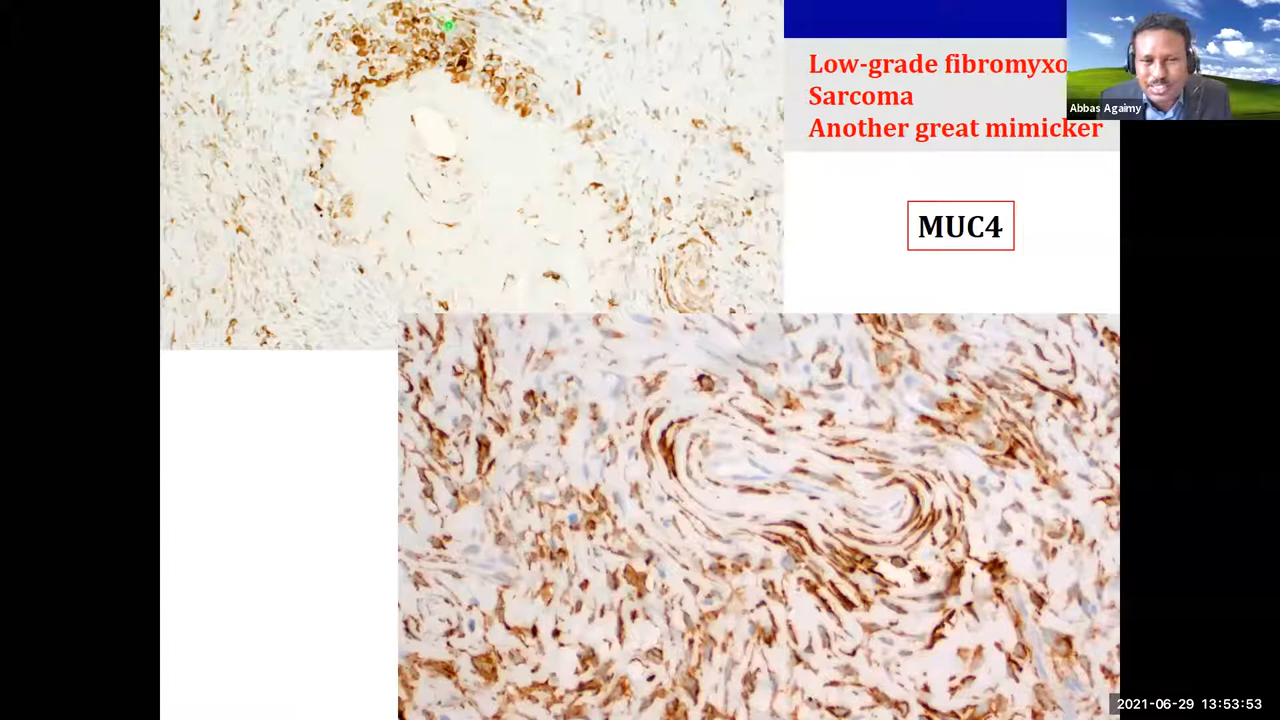 Low-grade fibromyxo
Sarcoma
Another great mimicker
Abbas Agaimy
MUC4
2021-06-29 13:53:53